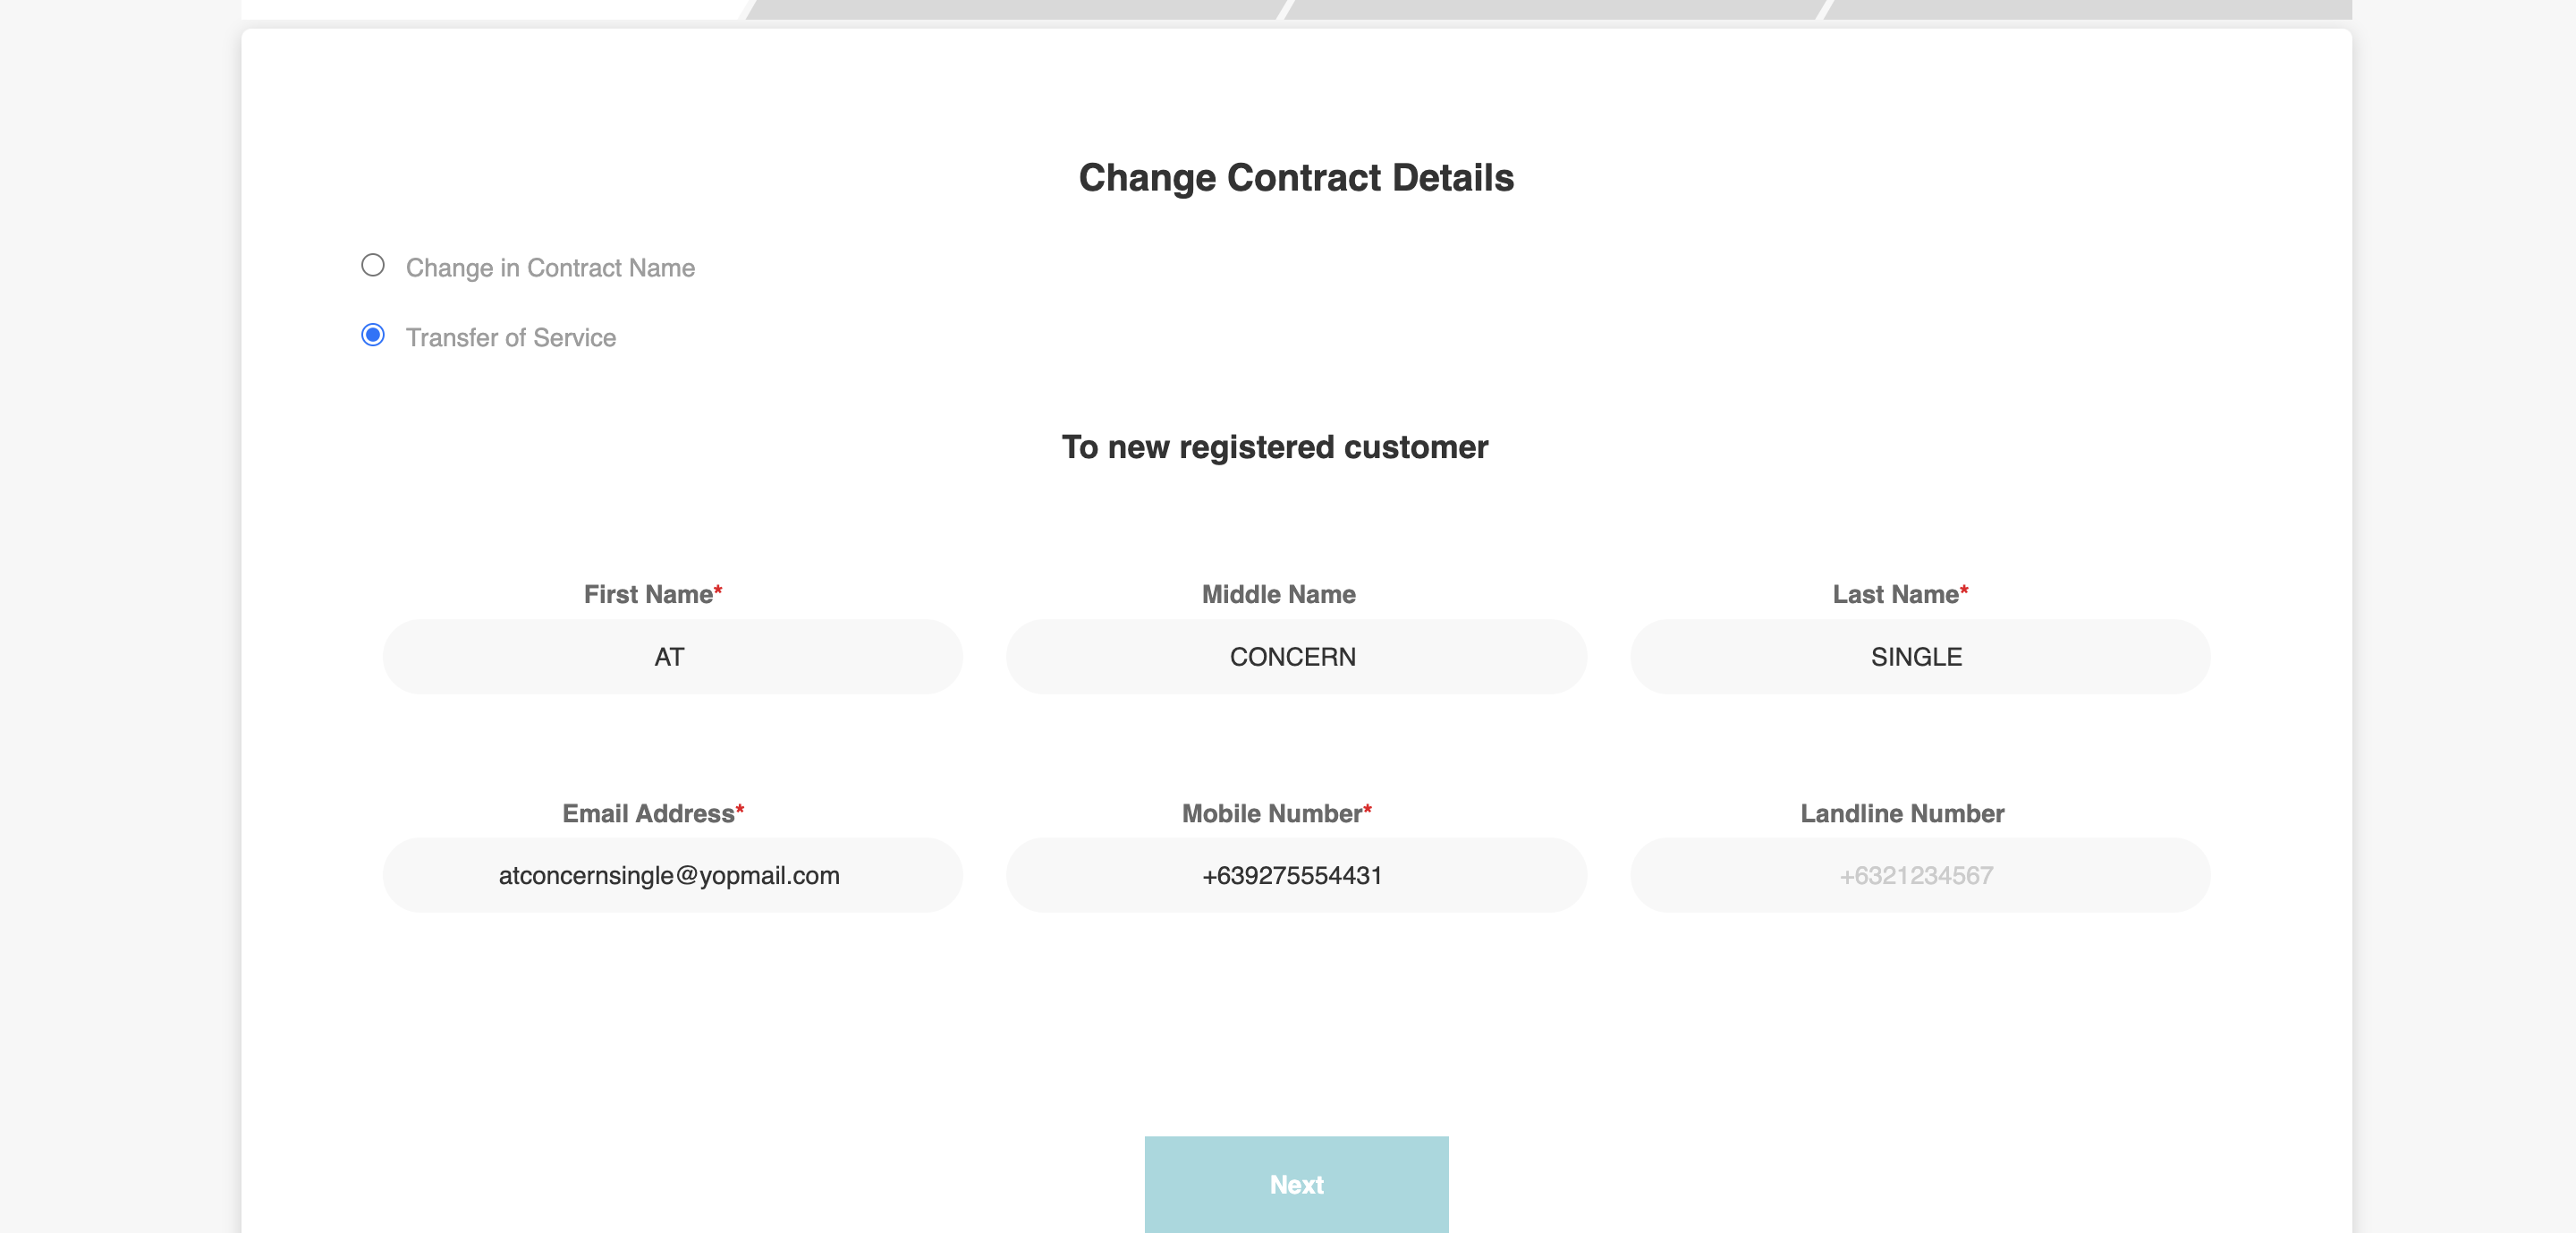 Change Contract Details
Change in Contract Name
Transfer of Service
To new registered customer
First Name* Middle Name Last Name*
AT CONCERN SINGLE
Email Address* Mobile Number* Landline Number
atconcernsingle@yopmail.com +639275554431 +6321234567
Next